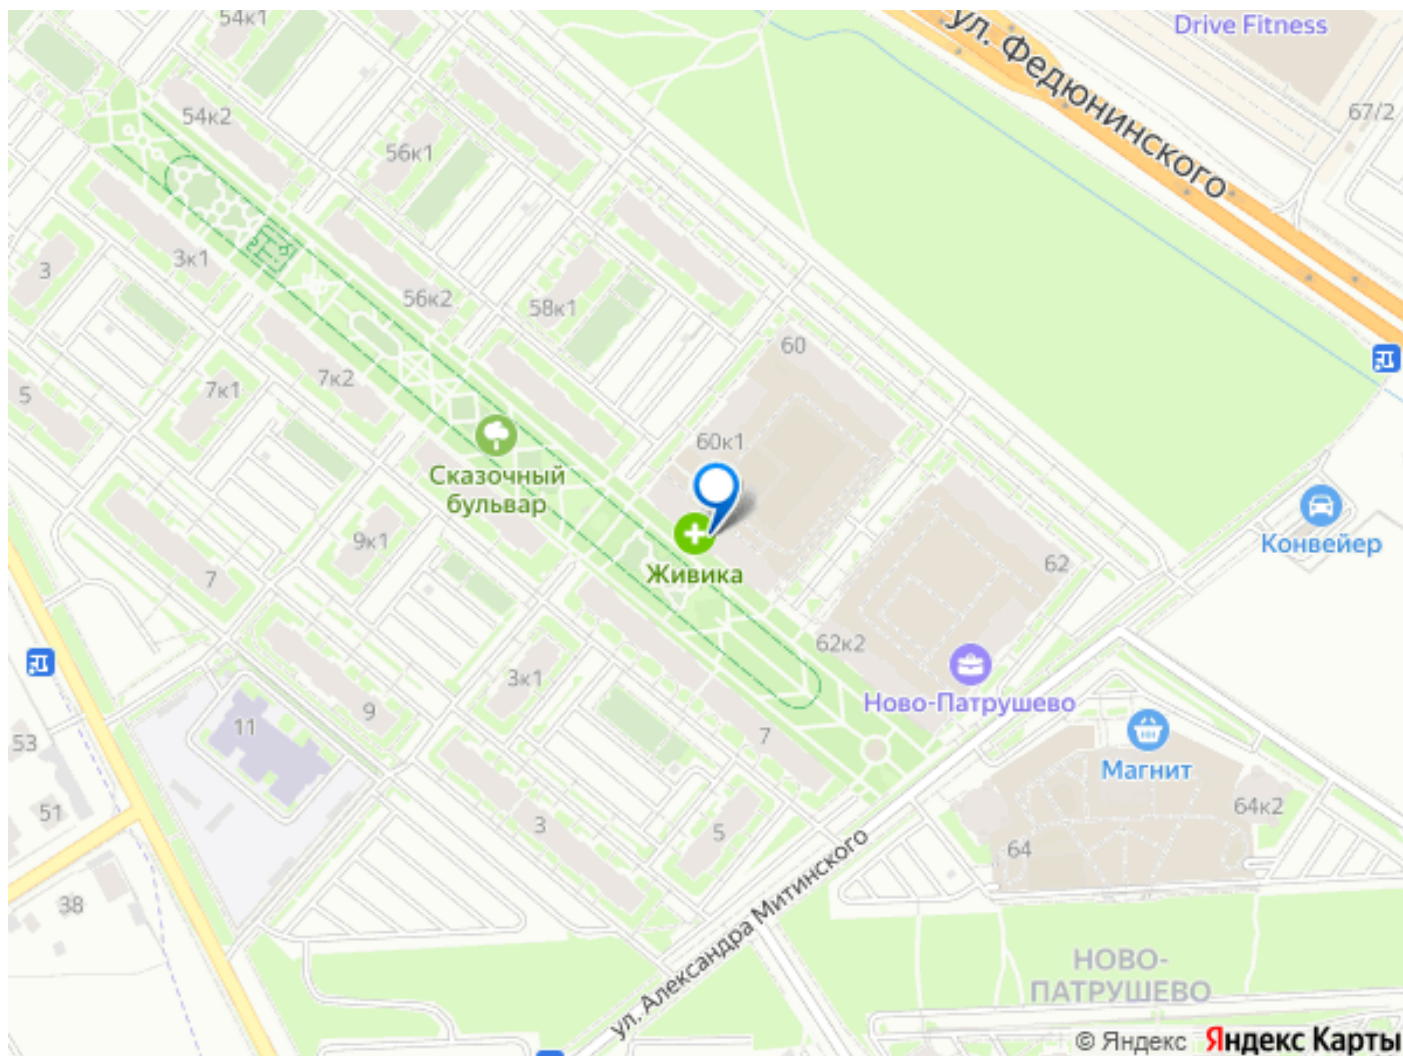 54к1
Drive Fitness
ул. Федюнинского
67/2
54к2
56к1
3к1
3
56к2
58к1
60
5
7к1
7к2
60к1
Сказочный
бульвар
Конвейер
9к1
7
Живика
62
62к2
Ново-Патрушево
3к1
9
11
7
53
51
Магнит
64к2
3
5
64
38
ул. Александра Митинского
НОВО-
ПАТРУШЕВО
© Яндекс Яндекс Карты